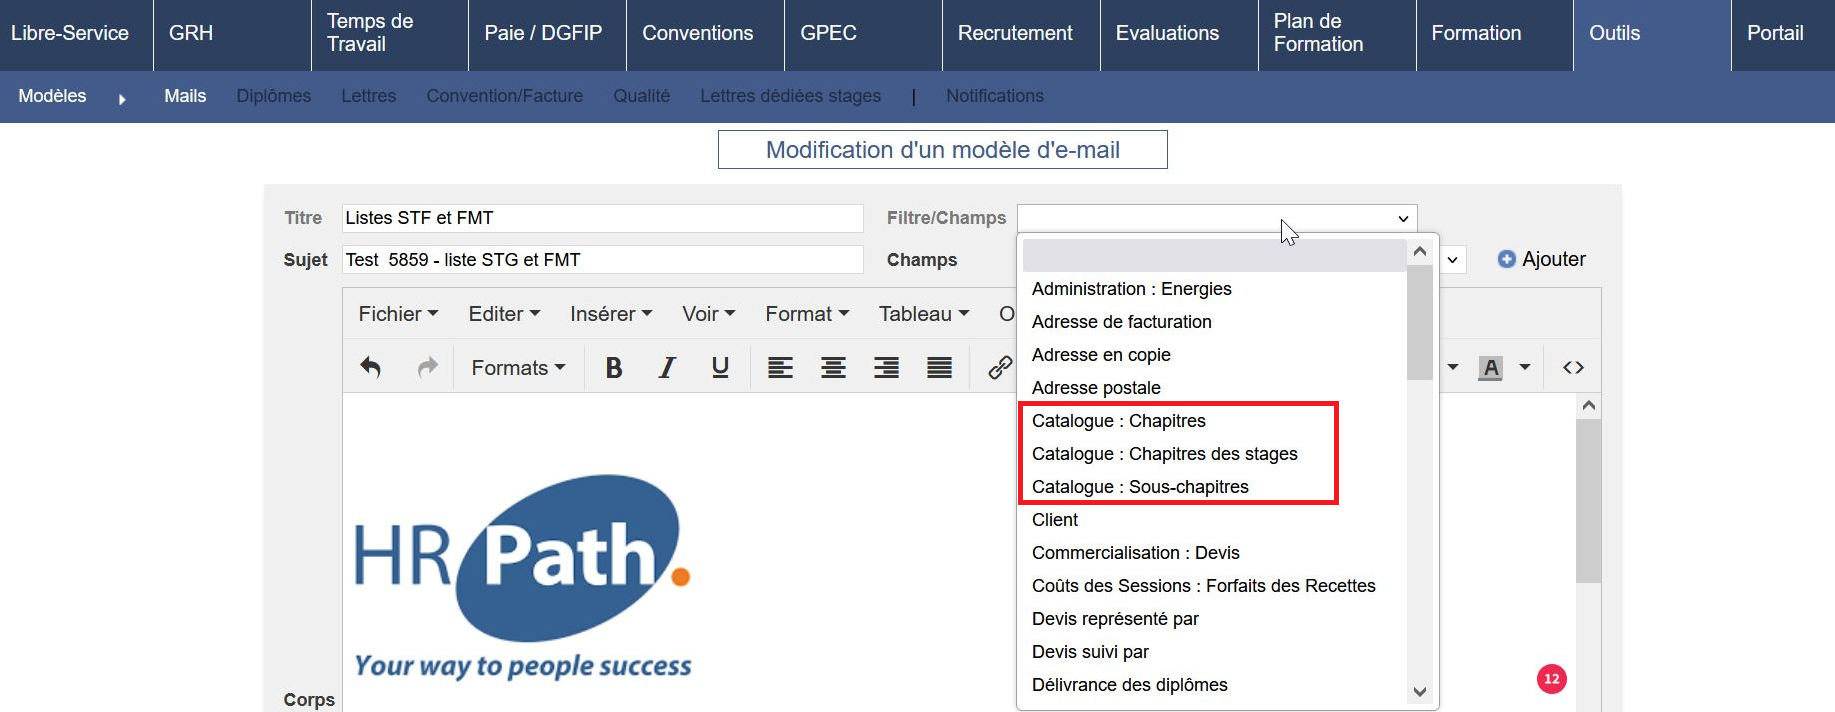 Libre-Service
GRH
Temps de
Travail
Paie / DGFIP
Conventions
GPEC
Recrutement
Evaluations
Plan de
Formation
Formation
Outils
Portail
Modèles
Mails
Diplômes
Lettres
Convention/Facture
Qualité
Lettres dédiées stages
|
Notifications
Modification d'un modèle d'e-mail
Titre
Listes STF et FMT
Filtre/Champs
Sujet
Test 5859 - liste STG et FMT
Champs
Ajouter
Fichier
Editer
Insérer
Voir
Format
Tableau
O
Formats
B
I
U
A
<>
Administration : Energies
Adresse de facturation
Adresse en copie
Adresse postale
Catalogue : Chapitres
Catalogue : Chapitres des stages
Catalogue : Sous-chapitres
Client
Commercialisation : Devis
Coûts des Sessions : Forfaits des Recettes
Devis représenté par
Devis suivi par
Délivrance des diplômes
HR Path.
Your way to people success
Corps
12